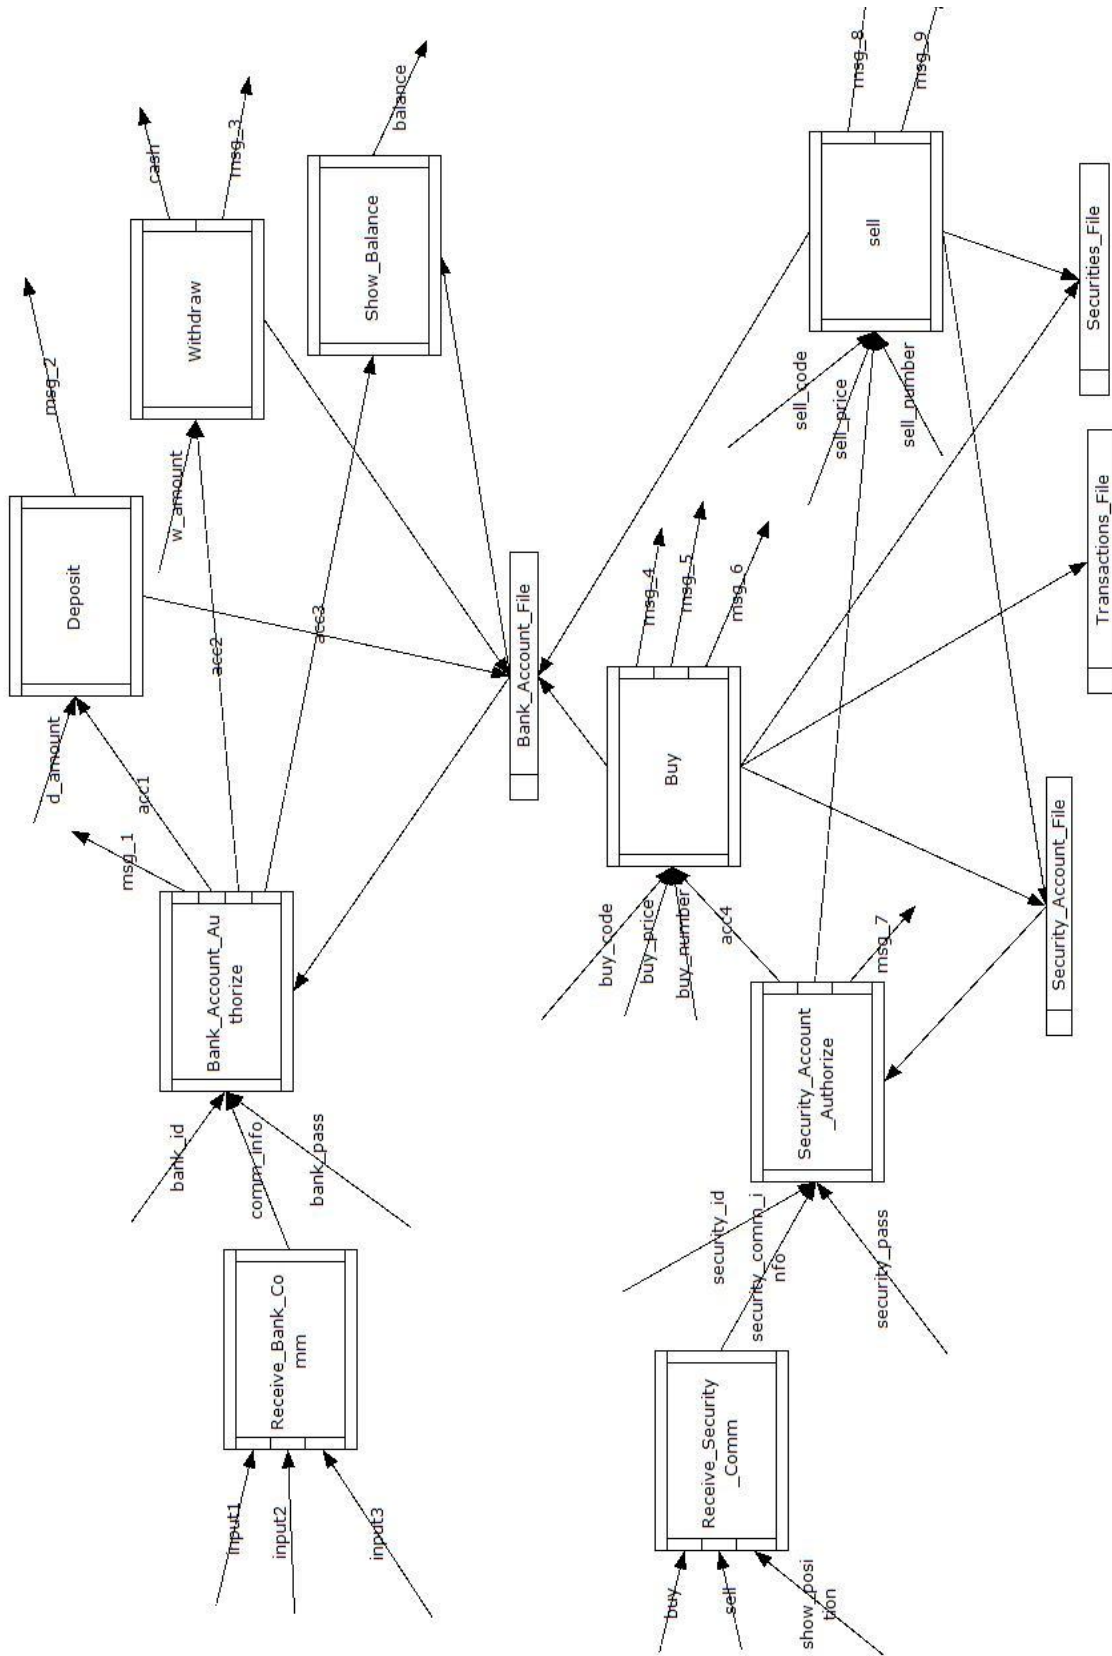 input1
input2
input3
Receive_Bank_Co
mm
bank_id
comm_info
bank_pass
Bank_Account_Au
thorize
msg_1
acc1
acc2
acc3
d_amount
Deposit
msg_2
w_amount
Withdraw
cash
msg_3
Show_Balance
balance
Bank_Account_File
buy
sell
show_posi
tion
Receive_Security
_Comm
security_id
security_comm_i
nfo
security_pass
Security_Account
_Authorize
acc4
msg_7
buy_code
buy_price
buy_number
Buy
msg_4
msg_5
msg_6
sell_code
sell_price
sell_number
sell
msg_8
msg_9
Security_Account_File
Transactions_File
Securities_File